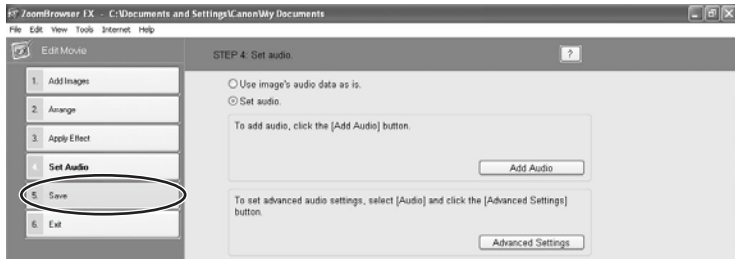 ZoomBrowser EX - C:\Documents and Settings\Canon\My Documents
File Edit View Tools Internet Help
Edit Movie
STEP 4: Set audio.
?
1. Add Images
2. Arrange
3. Apply Effect
4. Set Audio
5. Save
6. Exit
Use image's audio data as is.
Set audio.
To add audio, click the [Add Audio] button.
Add Audio
To set advanced audio settings, select [Audio] and click the [Advanced Settings]
button.
Advanced Settings